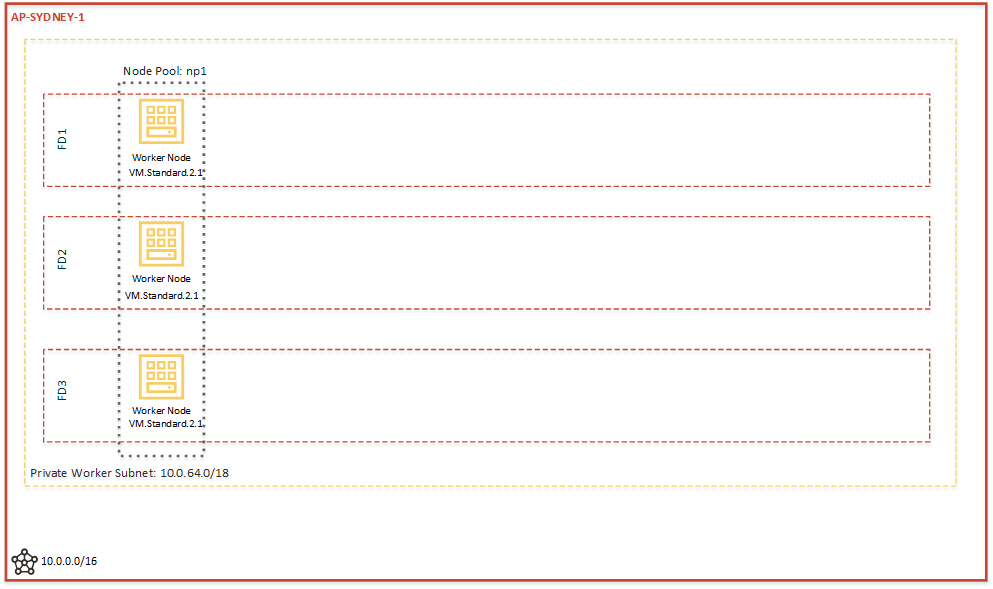 AP-SYDNEY-1
Node Pool: np1
FD1
Worker Node
VM.Standard.2.1
FD2
Worker Node
VM.Standard.2.1
FD3
Worker Node
VM.Standard.2.1
Private Worker Subnet: 10.0.64.0/18
10.0.0.0/16